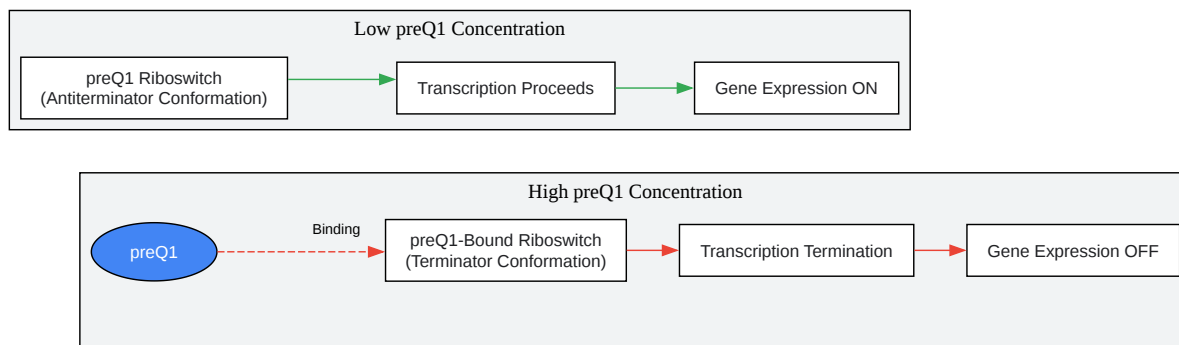 Low preQ1 Concentration
preQ1 Riboswitch
(Antiterminator Conformation)
Transcription Proceeds
Gene Expression ON
High preQ1 Concentration
preQ1
Binding
preQ1-Bound Riboswitch
(Terminator Conformation)
Transcription Termination
Gene Expression OFF